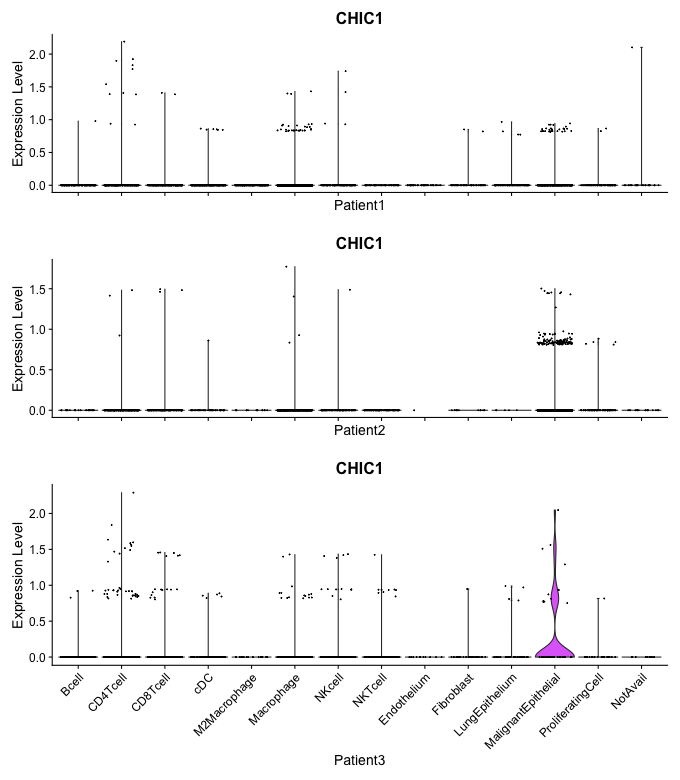 CHIC1
Expression Level
2.0
1.5
1.0
0.5
0.0
Patient1
CHIC1
Expression Level
1.5
1.0
0.5
0.0
Patient2
CHIC1
Expression Level
2.0
1.5
1.0
0.5
0.0
Bcell
CD4Tcell
CD8Tcell
cDC
M2Macrophage
Macrophage
NKcell
NKTcell
Endothelium
Fibroblast
LungEpithelium
MalignantEpithelial
ProliferatingCell
NotAvail
Patient3